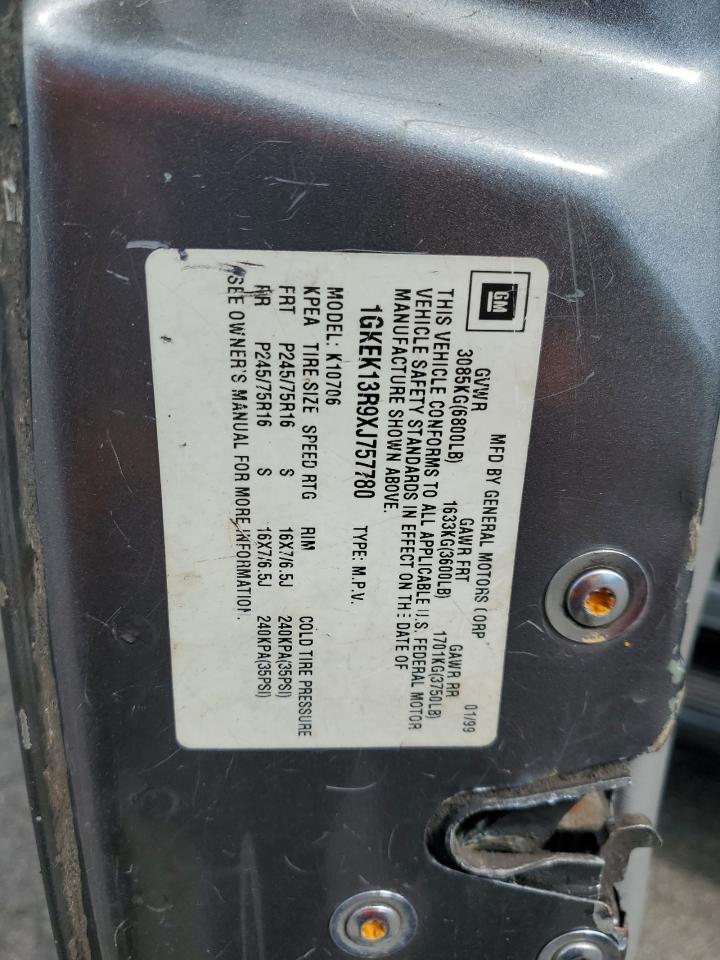 GM
MFD BY GENERAL MOTORS CORP 01/99
GVWR GAWR FRT GAWR RR
3085KG(6800LB) 1633KG(3600LB) 1701KG(3750LB)
THIS VEHICLE CONFORMS TO ALL APPLICABLE U.S. FEDERAL MOTOR
VEHICLE SAFETY STANDARDS IN EFFECT ON THE DATE OF
MANUFACTURE SHOWN ABOVE.
1GKEK13R9XJ757780 TYPE: M.P.V.
MODEL: K10706
KPEA TIRE SIZE SPEED RTG RIM COLD TIRE PRESSURE
FRT P245/75R16 S 16X7/6.5J 240KPA(35PSI)
RR P245/75R16 S 16X7/6.5J 240KPA(35PSI)
SEE OWNER'S MANUAL FOR MORE INFORMATION.